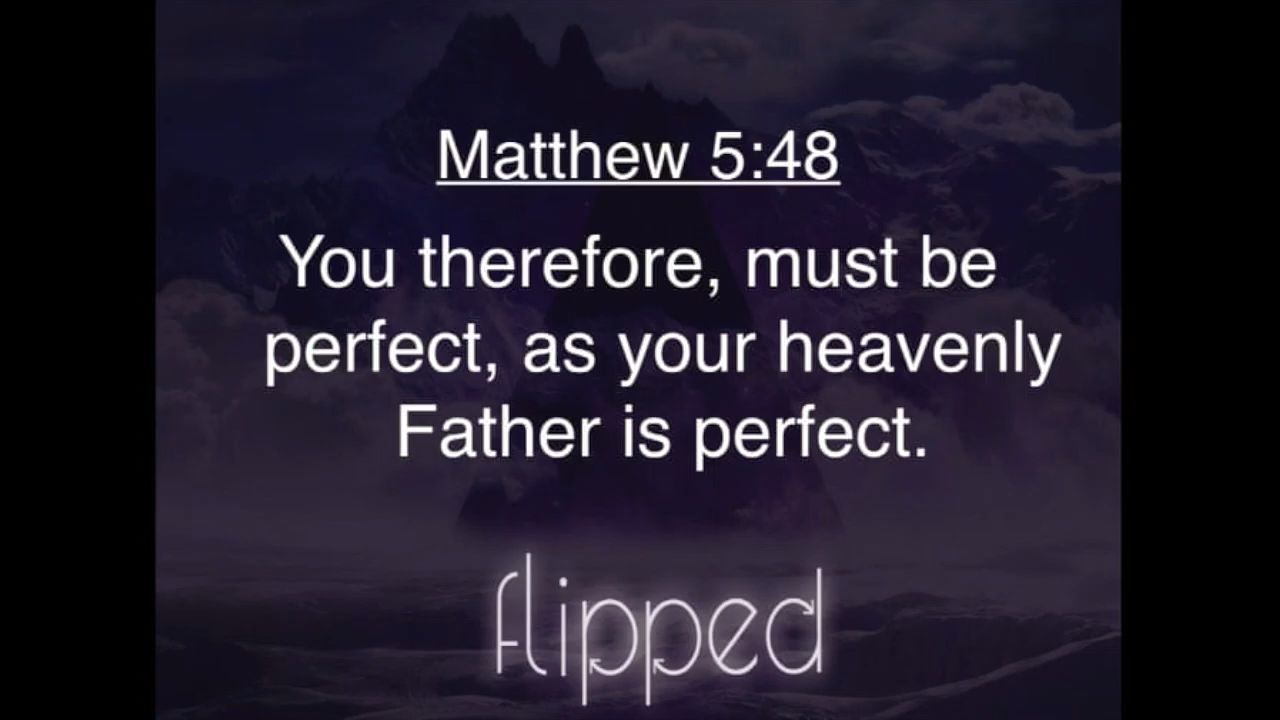 Matthew 5:48
You therefore, must be
perfect, as your heavenly
Father is perfect.
flipped